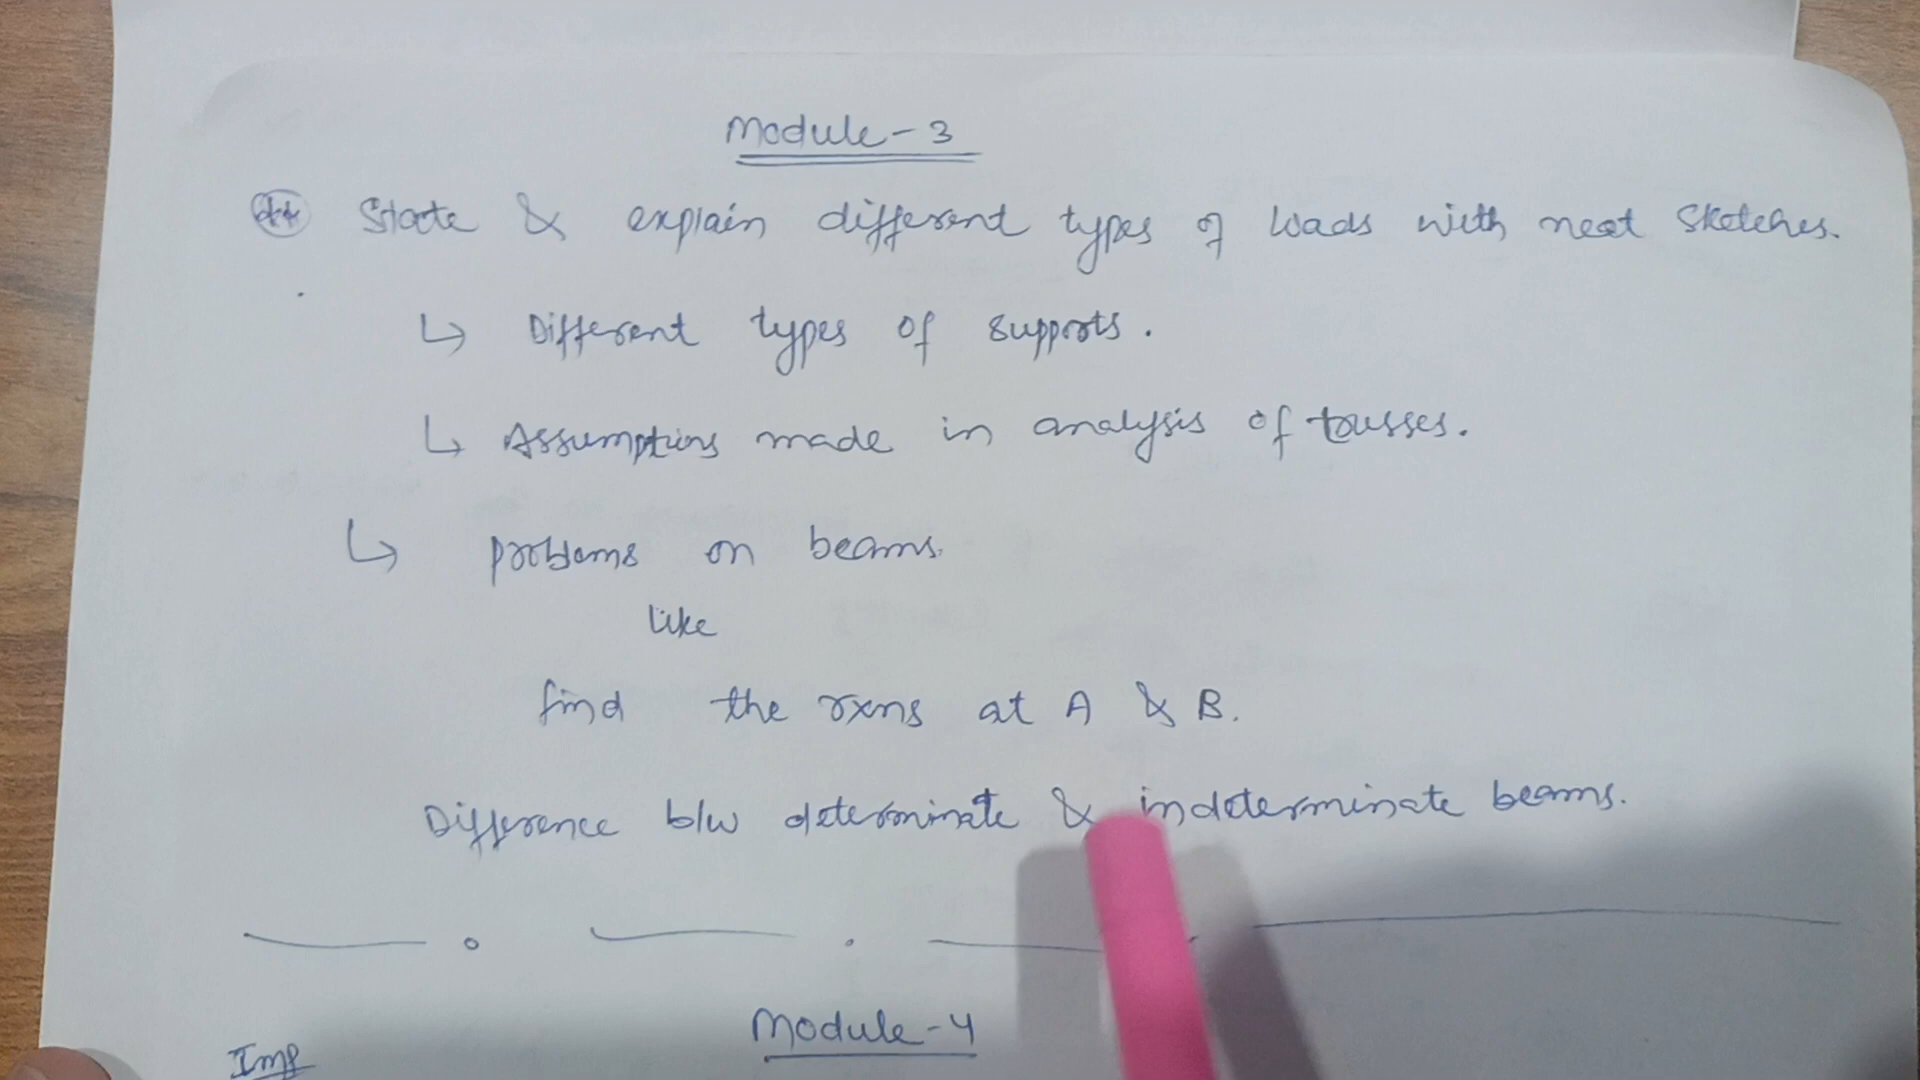 Module-3
** State & explain different types of loads with neat sketches.
↳ Different types of supports.
↳ Assumptions made in analysis of trusses.
↳ problems on beams.
like
find the rxns at A & B.
Difference b/w determinate & indeterminate beams.
Module-4
Imp